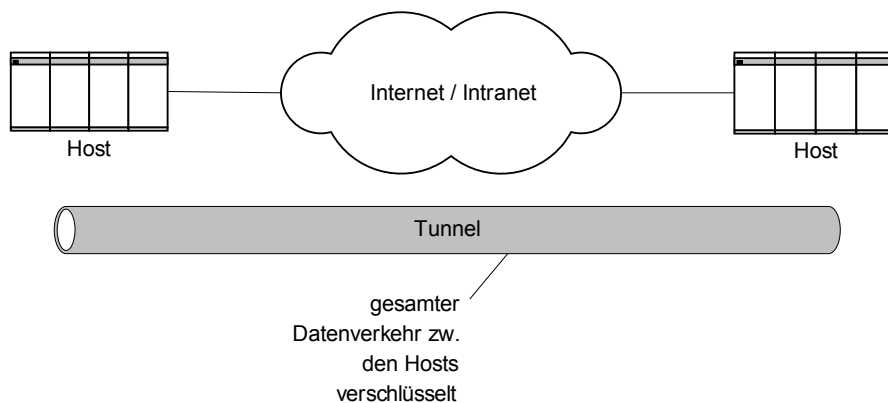 Internet / Intranet
Host
Host
Tunnel
gesamter
Datenverkehr zw.
den Hosts
verschlüsselt